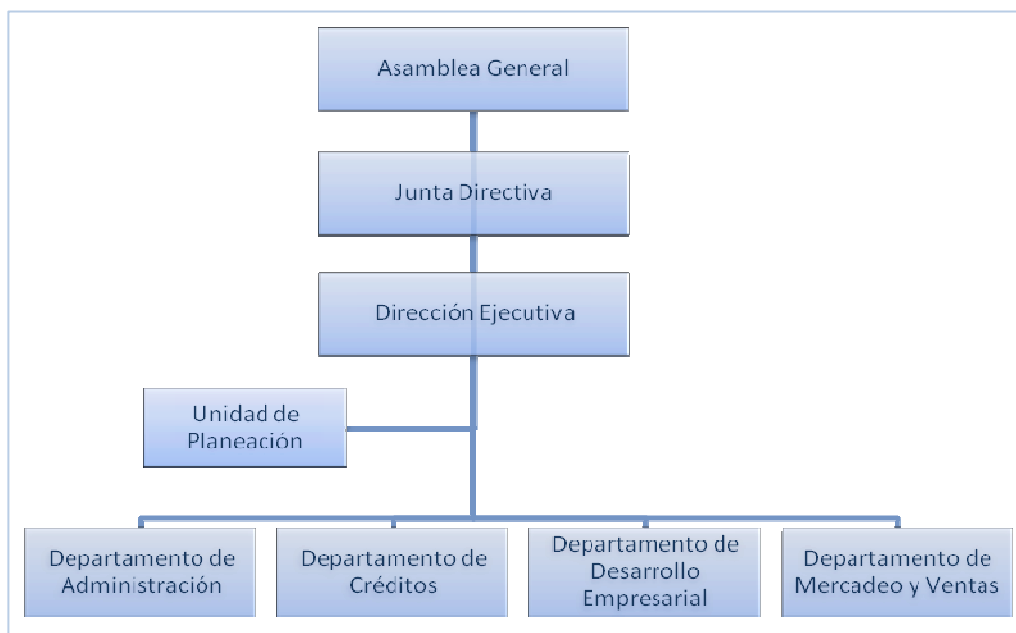 Asamblea General
Junta Directiva
Dirección Ejecutiva
Unidad de
Planeación
Departamento de
Administración
Departamento de
Créditos
Departamento de
Desarrollo
Empresarial
Departamento de
Mercadeo y Ventas